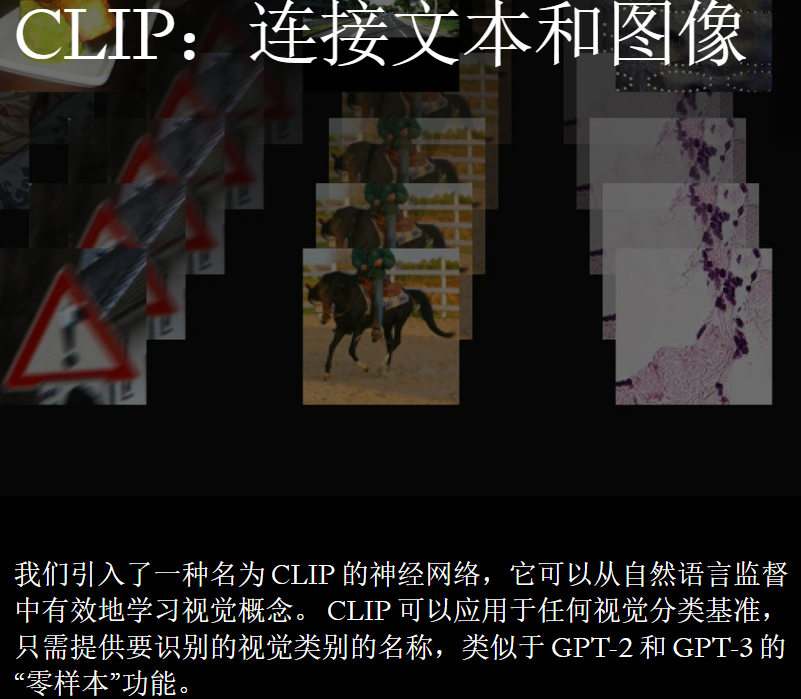 CLIP：连接文本和图像
我们引入了一种名为 CLIP 的神经网络，它可以从自然语言监督
中有效地学习视觉概念。 CLIP 可以应用于任何视觉分类基准，
只需提供要识别的视觉类别的名称，类似于 GPT-2 和 GPT-3 的
“零样本”功能。